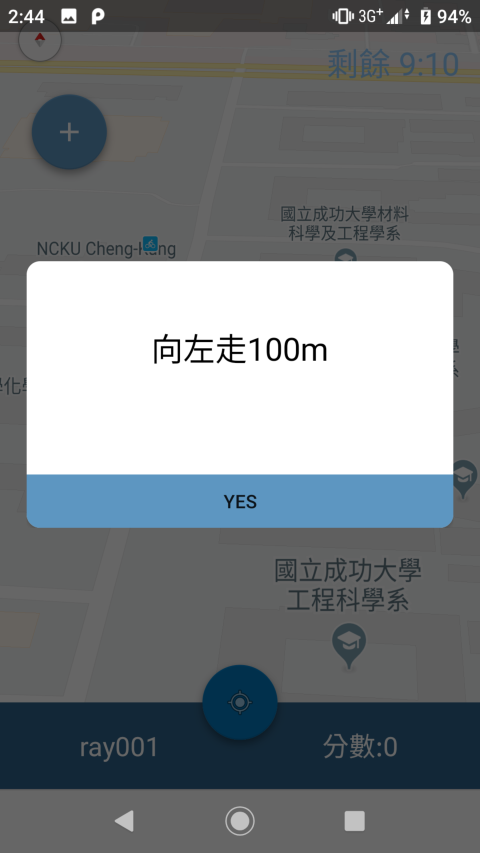 2:44
3G+
94%
剩餘 9:10
+
國立成功大學材料
科學及工程學系
NCKU Cheng-Kung
向左走100m
YES
國立成功大學
工程科學系
ray001
分數:0